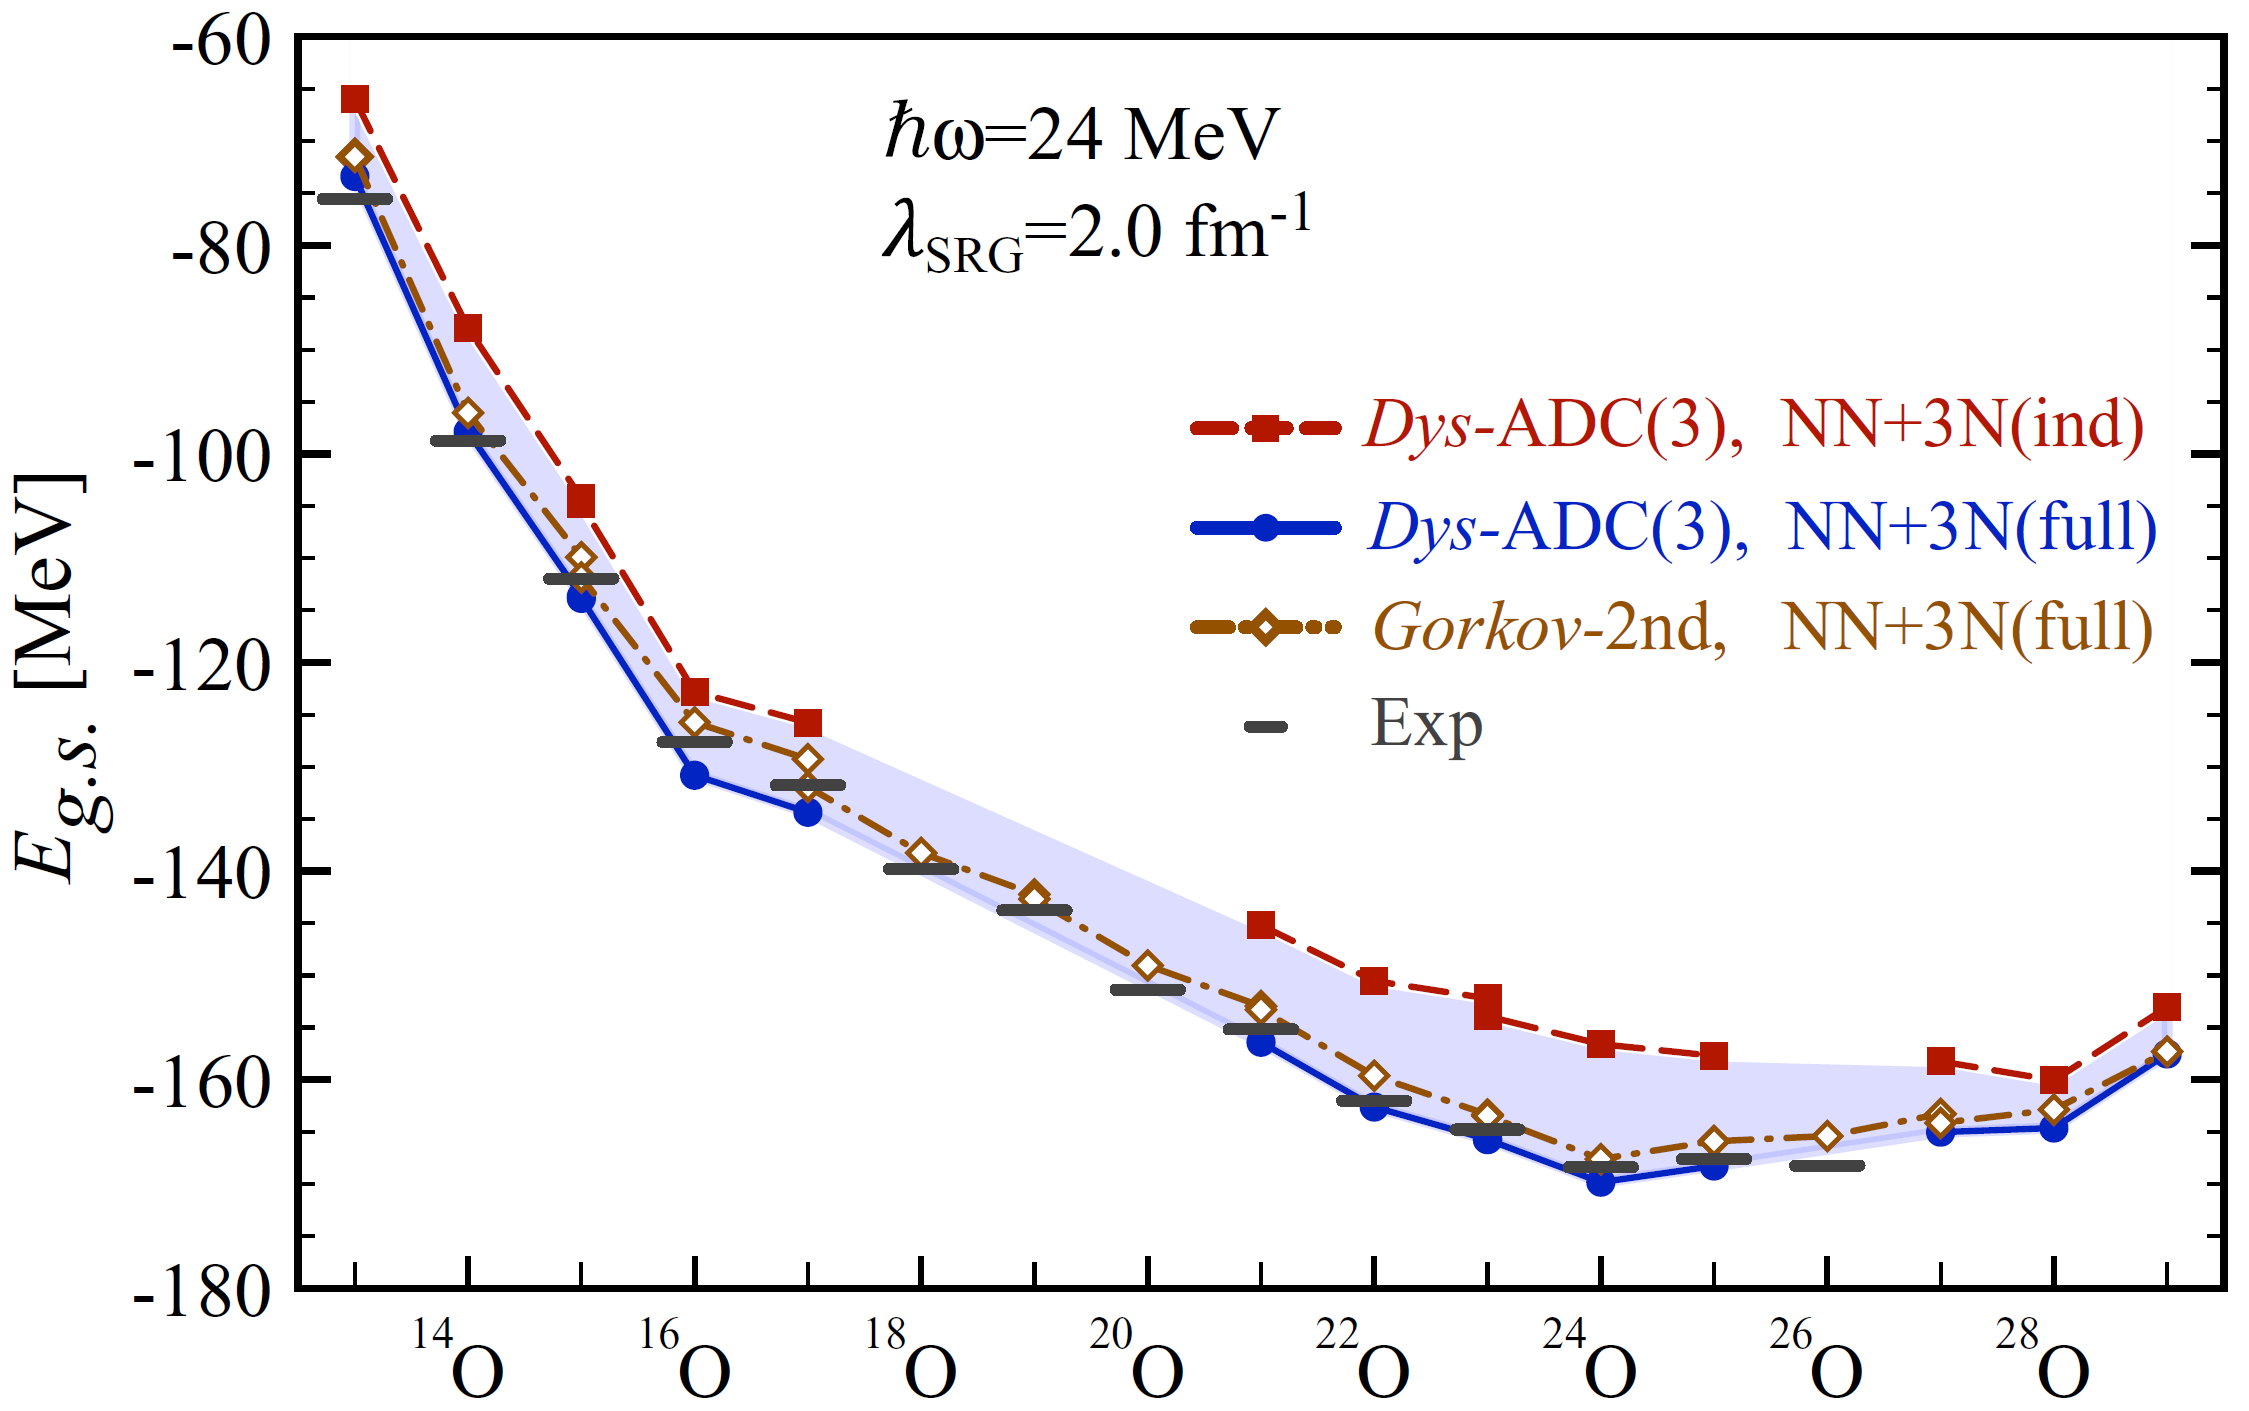 -60
-80
-100
-120
-140
-160
-180
E_g.s. [MeV]
ħω=24 MeV
λ_SRG=2.0 fm^-1
Dys-ADC(3), NN+3N(ind)
Dys-ADC(3), NN+3N(full)
Gorkov-2nd, NN+3N(full)
Exp
^14O ^16O ^18O ^20O ^22O ^24O ^26O ^28O